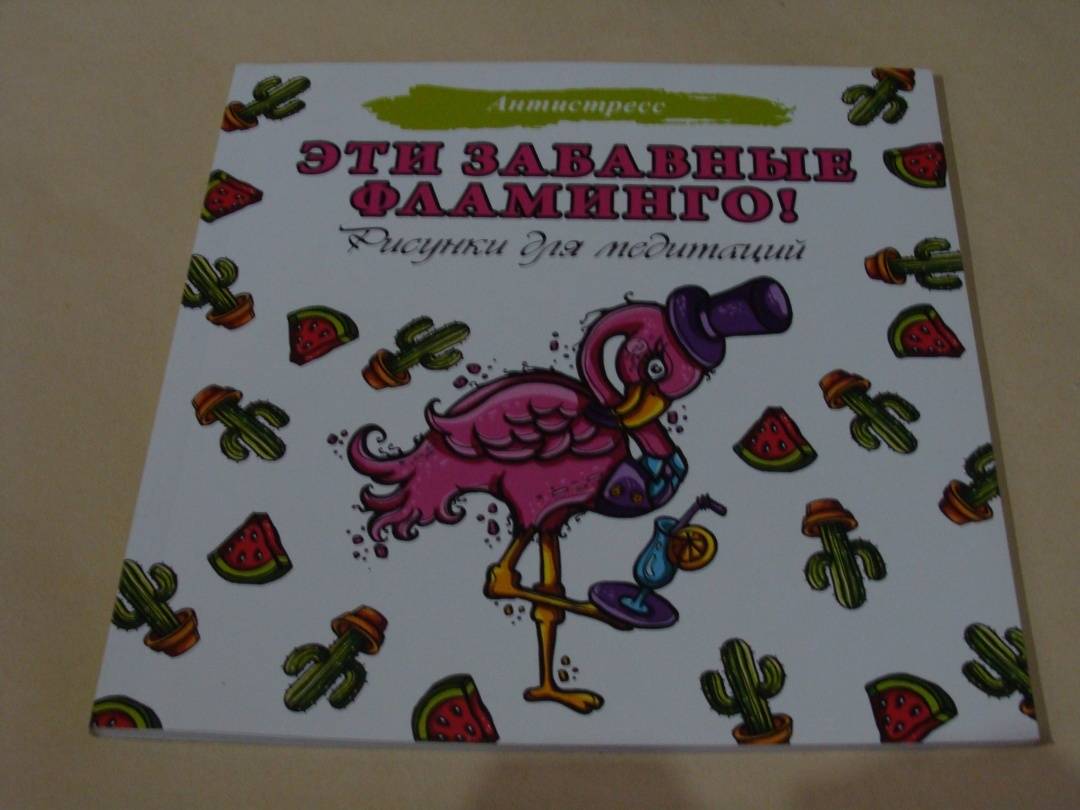 Антистресс
ЭТИ ЗАБАВНЫЕ
ФЛАМИНГО!
Рисунки для медитаций